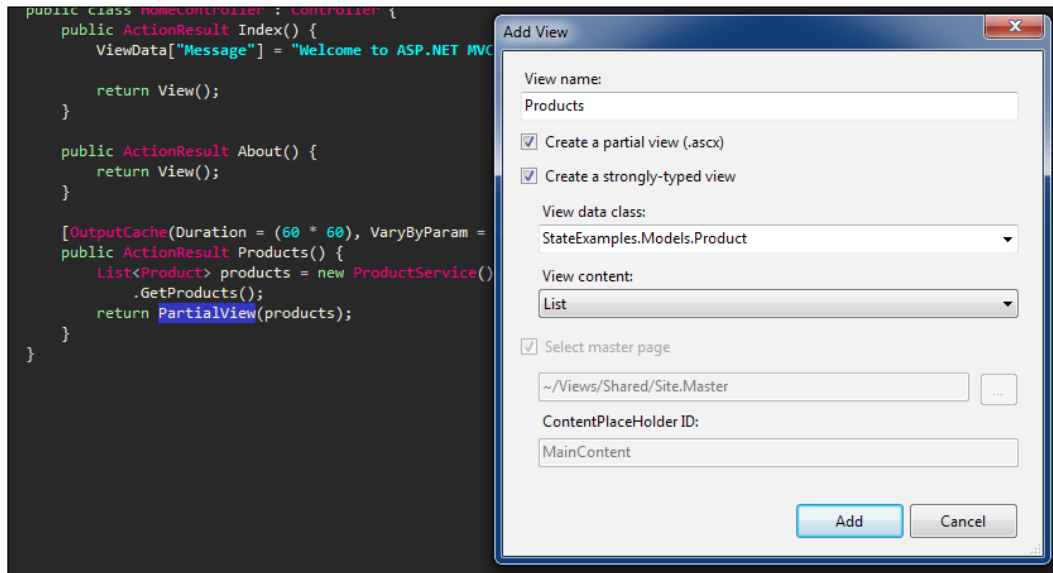 public class HomeController : Controller {
public ActionResult Index() {
ViewData["Message"] = "Welcome to ASP.NET MVC
return View();
}
public ActionResult About() {
return View();
}
[OutputCache(Duration = (60 * 60), VaryByParam =
public ActionResult Products() {
List<Product> products = new ProductService()
.GetProducts();
return PartialView(products);
}
}
Add View
View name:
Products
Create a partial view (.ascx)
Create a strongly-typed view
View data class:
StateExamples.Models.Product
View content:
List
Select master page
~/Views/Shared/Site.Master
...
ContentPlaceHolder ID:
MainContent
Add
Cancel